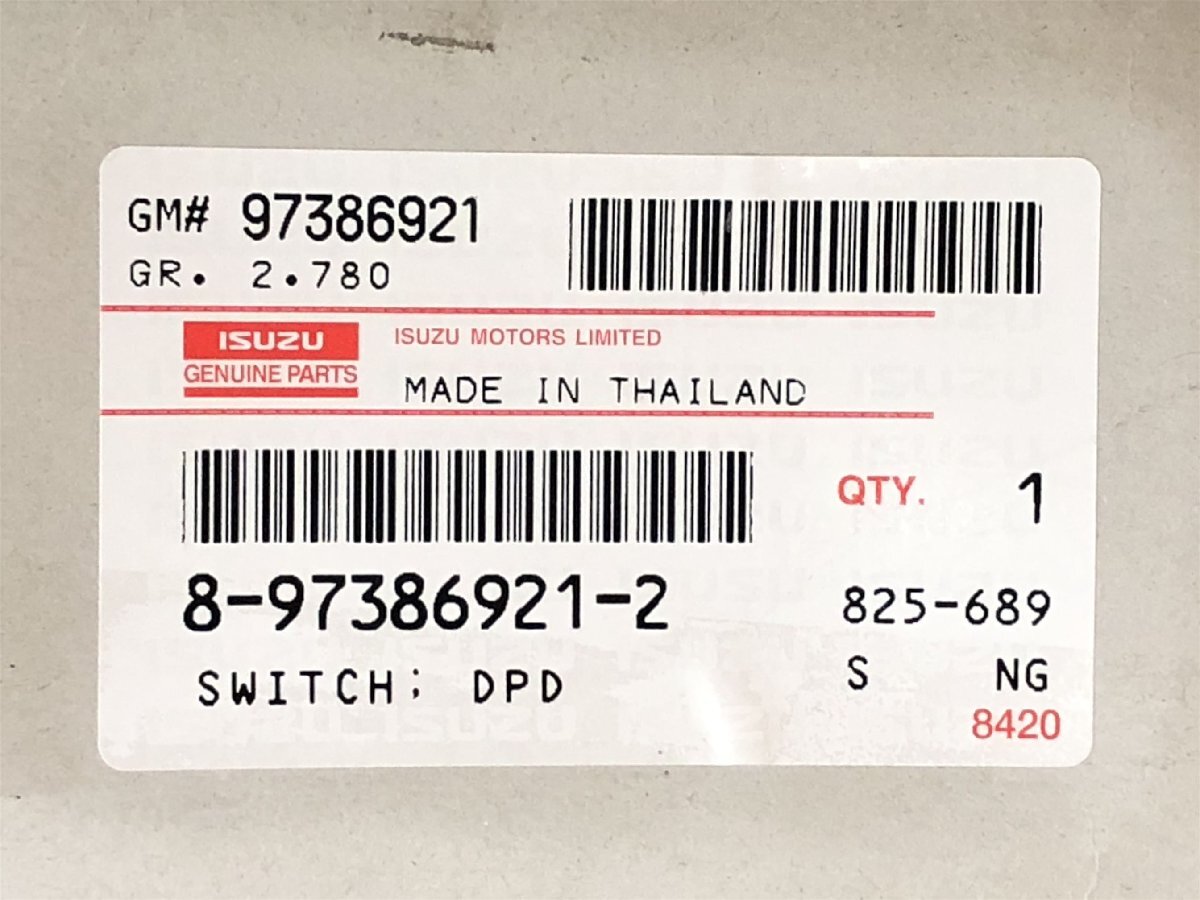 GM# 97386921
GR. 2.780
ISUZU
GENUINE PARTS
ISUZU MOTORS LIMITED
MADE IN THAILAND
QTY. 1
8-97386921-2
825-689
SWITCH; DPD
S NG
8420